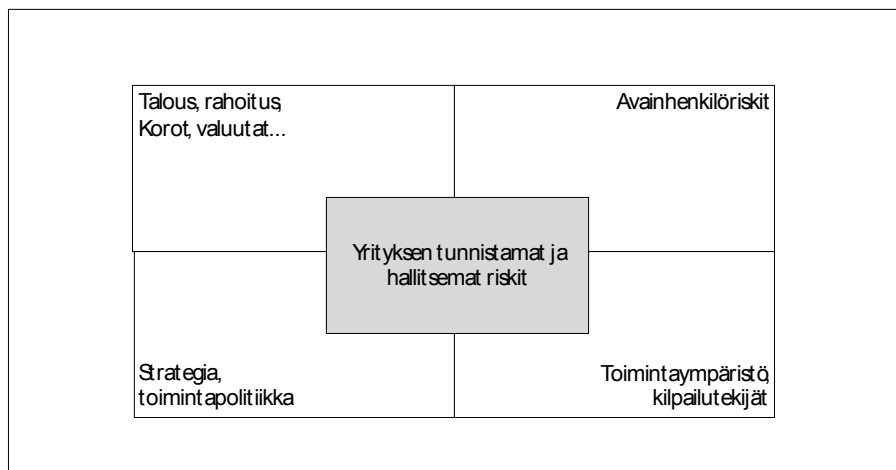 Talous, rahoitus,
Korot, valuutat...
Avainhenkilöriskit
Yrityksen tunnistamat ja
hallitsemat riskit
Strategia,
toimintapolitiikka
Toimintaympäristö,
kilpailutekijät